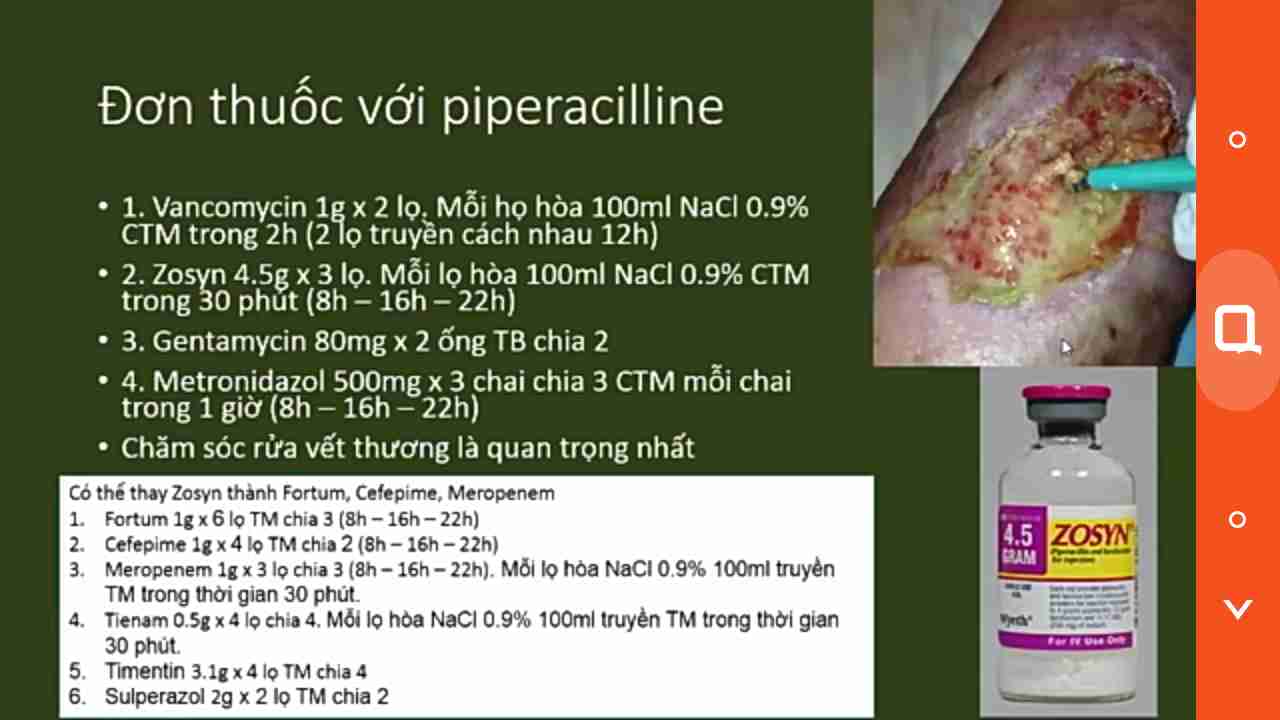 Đơn thuốc với piperacilline
• 1. Vancomycin 1g x 2 lọ. Mỗi họ hòa 100ml NaCl 0.9%
CTM trong 2h (2 lọ truyền cách nhau 12h)
• 2. Zosyn 4.5g x 3 lọ. Mỗi lọ hòa 100ml NaCl 0.9% CTM
trong 30 phút (8h – 16h – 22h)
• 3. Gentamycin 80mg x 2 ống TB chia 2
• 4. Metronidazol 500mg x 3 chai chia 3 CTM mỗi chai
trong 1 giờ (8h – 16h – 22h)
• Chăm sóc rửa vết thương là quan trọng nhất
Có thể thay Zosyn thành Fortum, Cefepime, Meropenem
1. Fortum 1g x 6 lọ TM chia 3 (8h – 16h – 22h)
2. Cefepime 1g x 4 lọ TM chia 2 (8h – 16h – 22h)
3. Meropenem 1g x 3 lọ chia 3 (8h – 16h – 22h). Mỗi lọ hòa NaCl 0.9% 100ml truyền
TM trong thời gian 30 phút.
4. Tienam 0.5g x 4 lọ chia 4. Mỗi lọ hòa NaCl 0.9% 100ml truyền TM trong thời gian
30 phút.
5. Timentin 3.1g x 4 lọ TM chia 4
6. Sulperazol 2g x 2 lọ TM chia 2
4.5
GRAM
ZOSYN
Wyeth
For IV Use Only